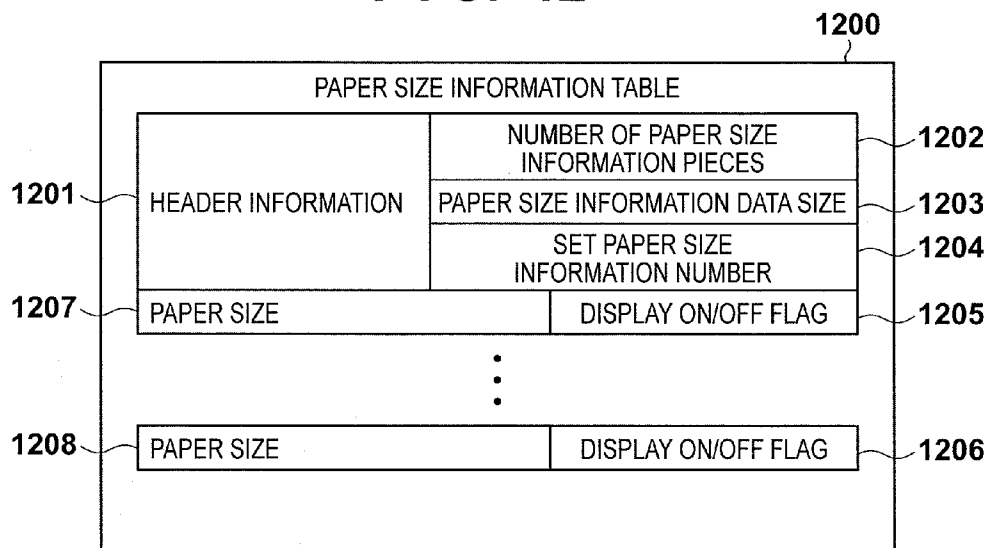 1200
PAPER SIZE INFORMATION TABLE
1201
HEADER INFORMATION
NUMBER OF PAPER SIZE
INFORMATION PIECES
1202
PAPER SIZE INFORMATION DATA SIZE
1203
SET PAPER SIZE
INFORMATION NUMBER
1204
1207
PAPER SIZE
DISPLAY ON/OFF FLAG
1205
1208
PAPER SIZE
DISPLAY ON/OFF FLAG
1206